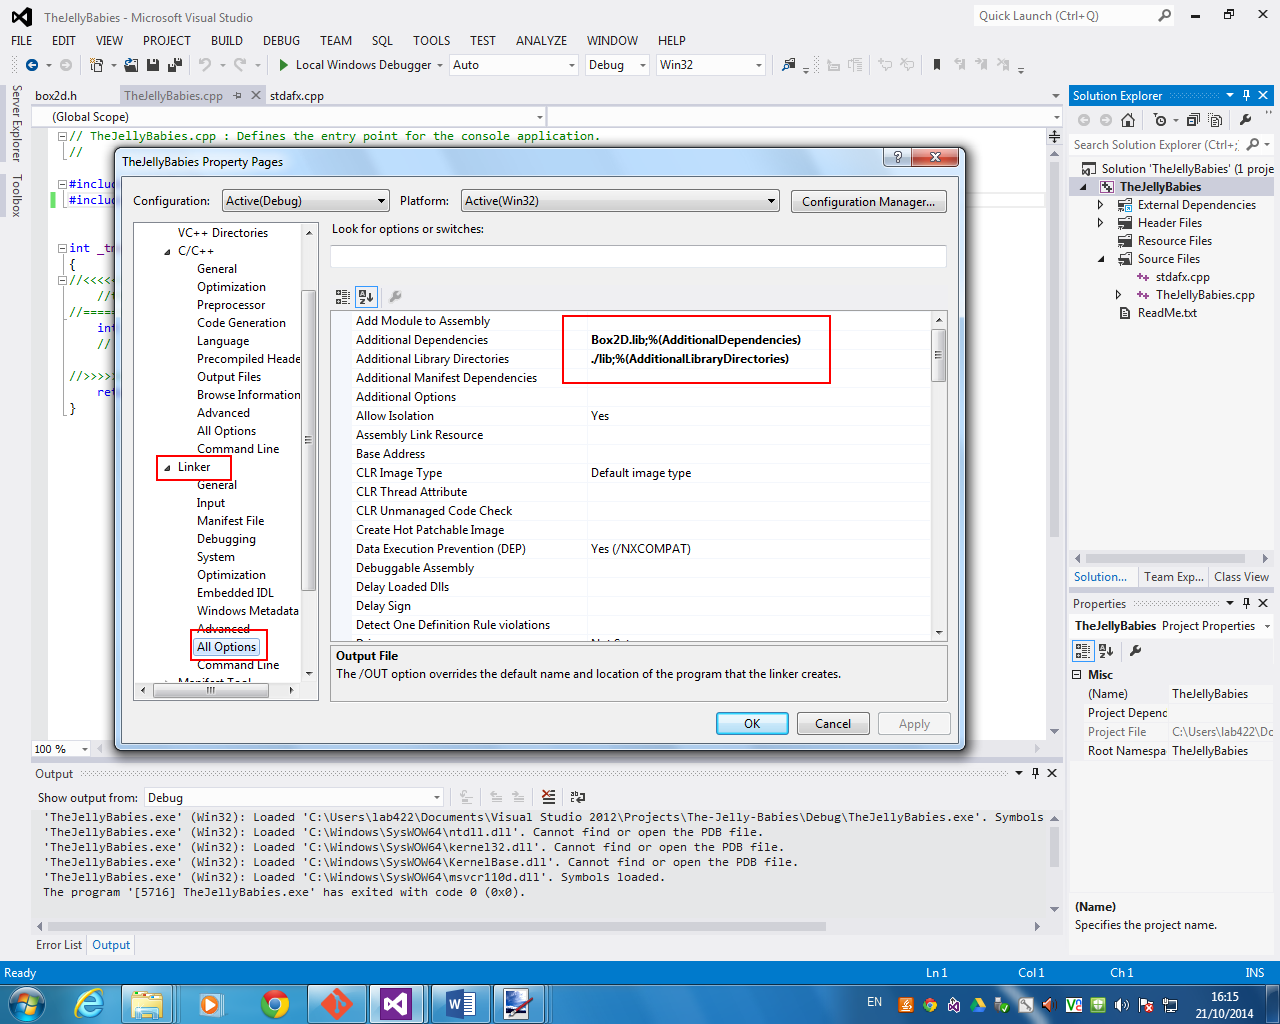 TheJellyBabies - Microsoft Visual Studio
Quick Launch (Ctrl+Q)
FILE EDIT VIEW PROJECT BUILD DEBUG TEAM SQL TOOLS TEST ANALYZE WINDOW HELP
Local Windows Debugger Auto Debug Win32
Server Explorer
Toolbox
box2d.h TheJellyBabies.cpp stdafx.cpp
(Global Scope)
// TheJellyBabies.cpp : Defines the entry point for the console application.
//
#inclu
#inclu
int _t
{
//<<<<
//
//=====
int
//
//>>>>
ret
}
TheJellyBabies Property Pages
Configuration: Active(Debug) Platform: Active(Win32) Configuration Manager...
VC++ Directories
C/C++
General
Optimization
Preprocessor
Code Generation
Language
Precompiled Heade
Output Files
Browse Information
Advanced
All Options
Command Line
Linker
General
Input
Manifest File
Debugging
System
Optimization
Embedded IDL
Windows Metadata
Advanced
All Options
Command Line
Manifest Tool
Look for options or switches:
Add Module to Assembly
Additional Dependencies Box2D.lib;%(AdditionalDependencies)
Additional Library Directories ./lib;%(AdditionalLibraryDirectories)
Additional Manifest Dependencies
Additional Options
Allow Isolation Yes
Assembly Link Resource
Base Address
CLR Image Type Default image type
CLR Thread Attribute
CLR Unmanaged Code Check
Create Hot Patchable Image
Data Execution Prevention (DEP) Yes (/NXCOMPAT)
Debuggable Assembly
Delay Loaded Dlls
Delay Sign
Detect One Definition Rule violations
Output File
The /OUT option overrides the default name and location of the program that the linker creates.
OK Cancel Apply
100 %
Solution Explorer
Search Solution Explorer (Ctrl+;
Solution 'TheJellyBabies' (1 proje
TheJellyBabies
External Dependencies
Header Files
Resource Files
Source Files
stdafx.cpp
TheJellyBabies.cpp
ReadMe.txt
Solution... Team Exp... Class View
Properties
TheJellyBabies Project Properties
Misc
(Name) TheJellyBabies
Project Depend
Project File C:\Users\lab422\Do
Root Namespa TheJellyBabies
(Name)
Specifies the project name.
Output
Show output from: Debug
'TheJellyBabies.exe' (Win32): Loaded 'C:\Users\lab422\Documents\Visual Studio 2012\Projects\The-Jelly-Babies\Debug\TheJellyBabies.exe'. Symbols
'TheJellyBabies.exe' (Win32): Loaded 'C:\Windows\SysWOW64\ntdll.dll'. Cannot find or open the PDB file.
'TheJellyBabies.exe' (Win32): Loaded 'C:\Windows\SysWOW64\kernel32.dll'. Cannot find or open the PDB file.
'TheJellyBabies.exe' (Win32): Loaded 'C:\Windows\SysWOW64\KernelBase.dll'. Cannot find or open the PDB file.
'TheJellyBabies.exe' (Win32): Loaded 'C:\Windows\SysWOW64\msvcr110d.dll'. Symbols loaded.
The program '[5716] TheJellyBabies.exe' has exited with code 0 (0x0).
Error List Output
Ready Ln 1 Col 1 Ch 1 INS
EN 16:15
21/10/2014